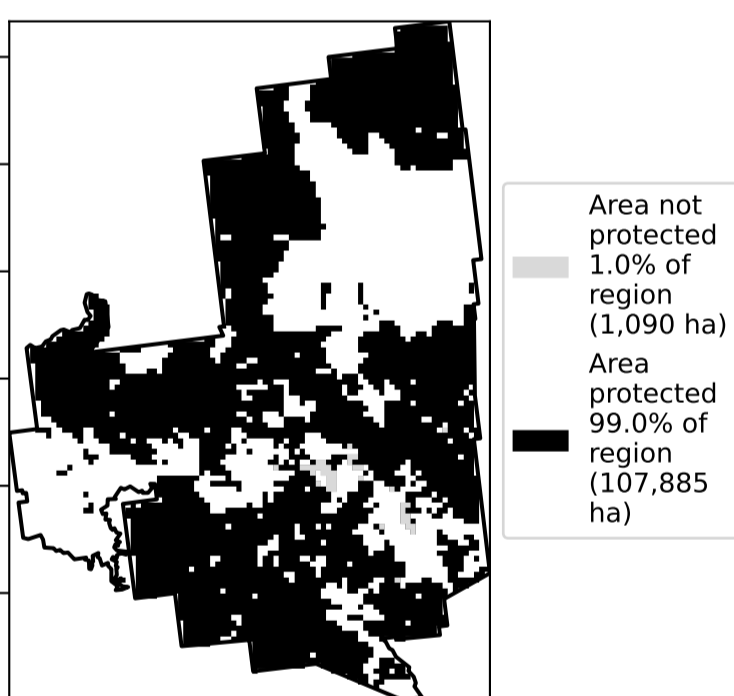 Area not
protected
1.0% of
region
(1,090 ha)
Area
protected
99.0% of
region
(107,885
ha)